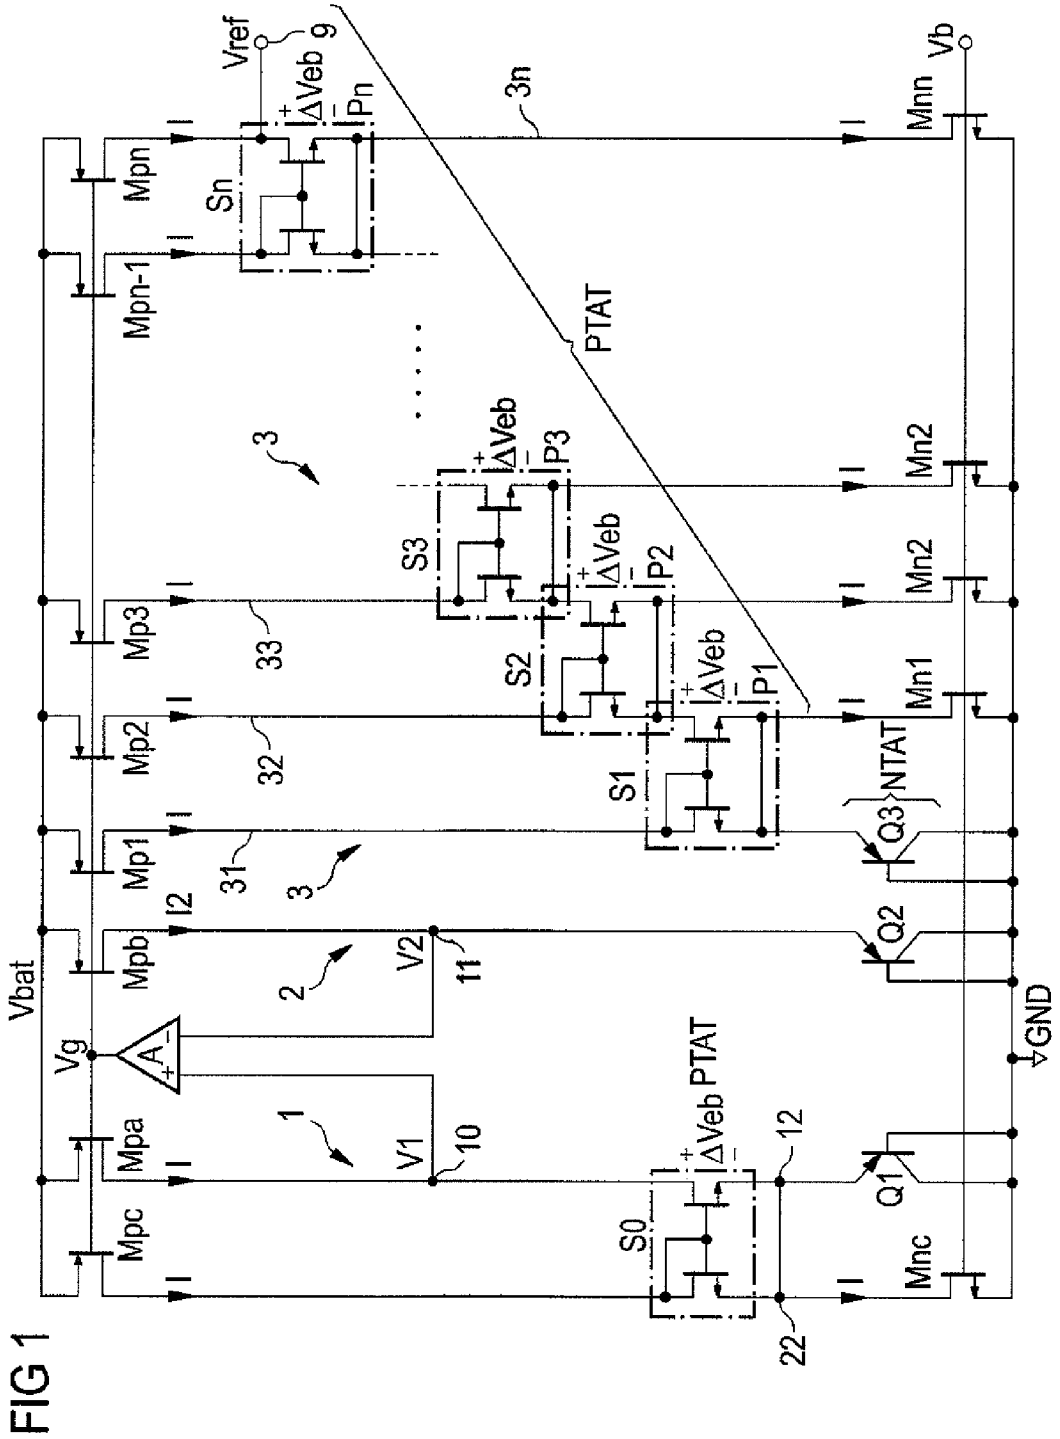 FIG 1
Vbat
Vg
Vref
9
Mpc
Mpa
A
+
−
Mpb
Mp1
Mp2
Mp3
Mpn-1
Mpn
I
I
I2
I
I
I
I
I
1
2
3
3
V1
V2
10
11
31
32
33
3n
S0
S1
S2
S3
Sn
+
ΔVeb PTAT
−
+
ΔVeb
−
P1
+
ΔVeb
−
P2
+
ΔVeb
−
P3
+
ΔVeb
−
Pn
PTAT
.....
22
12
I
I
I
I
I
NTAT
Q1
Q2
Q3
Mnc
Mn1
Mn2
Mn2
Mnn
Vb
GND